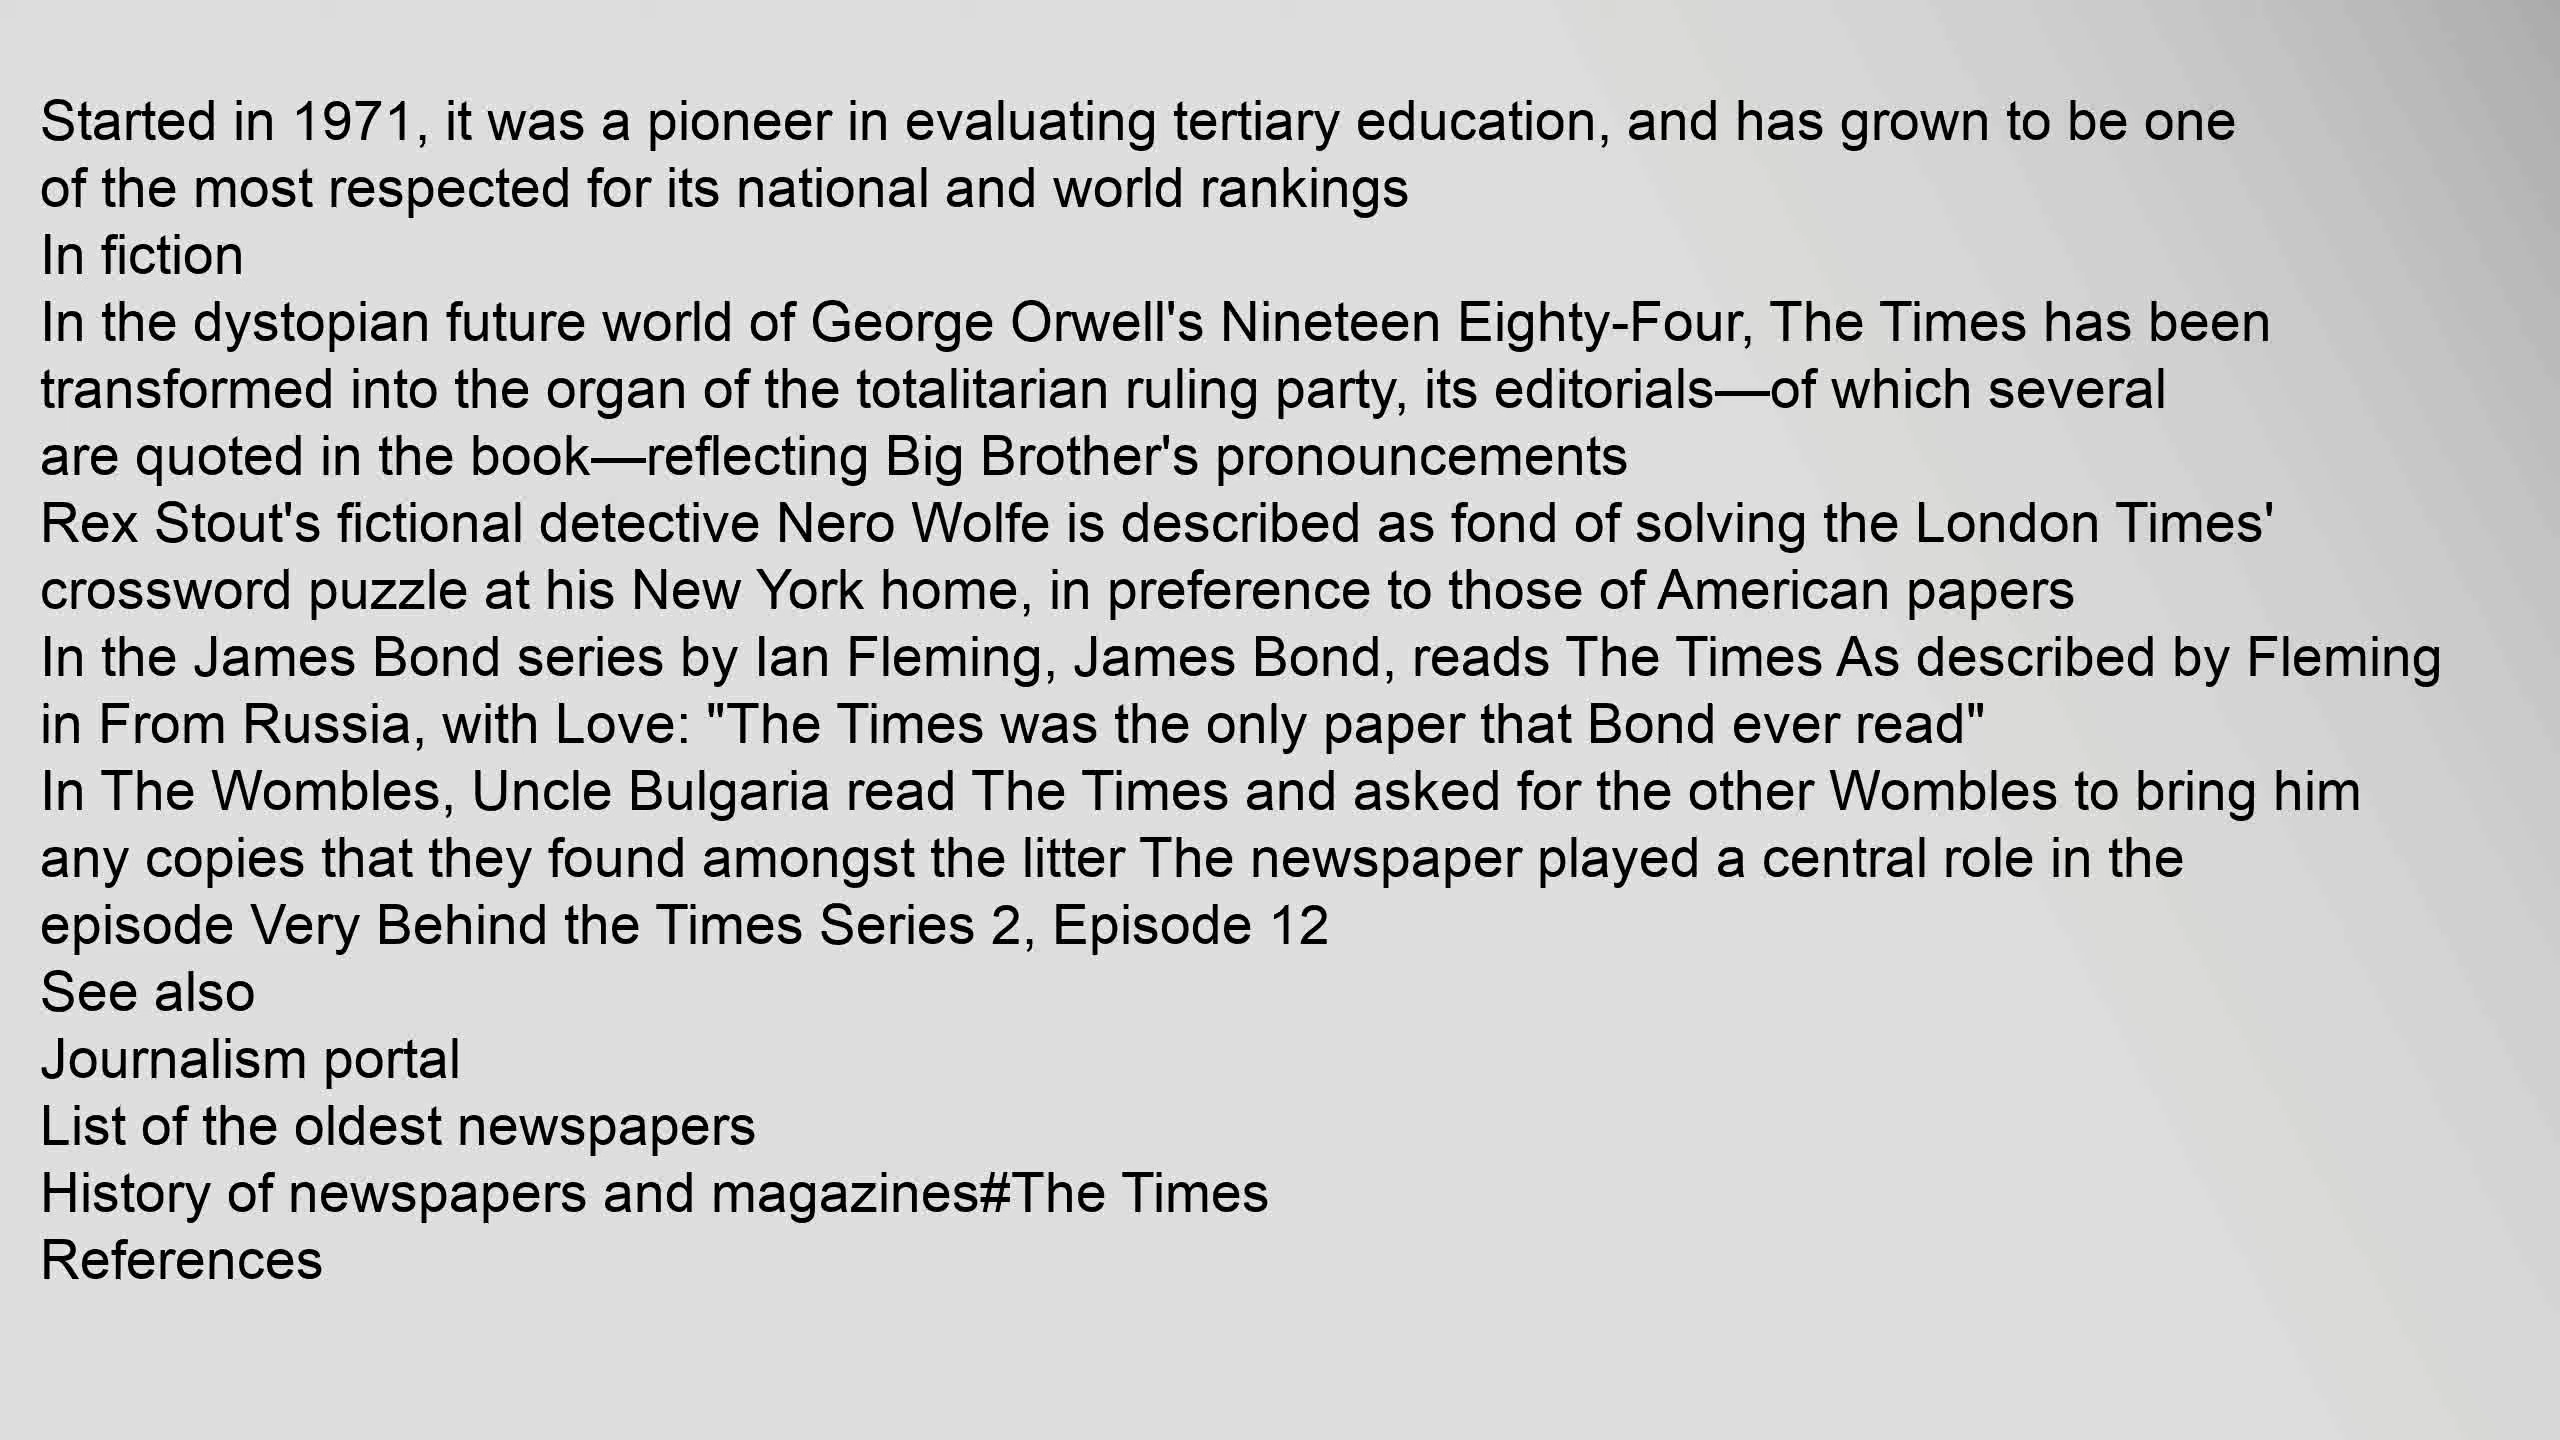 Started in 1971, it was a pioneer in evaluating tertiary education, and has grown to be one
of the most respected for its national and world rankings
In fiction
In the dystopian future world of George Orwell's Nineteen Eighty-Four, The Times has been
transformed into the organ of the totalitarian ruling party, its editorials—of which several
are quoted in the book—reflecting Big Brother's pronouncements
Rex Stout's fictional detective Nero Wolfe is described as fond of solving the London Times'
crossword puzzle at his New York home, in preference to those of American papers
In the James Bond series by Ian Fleming, James Bond, reads The Times As described by Fleming
in From Russia, with Love: "The Times was the only paper that Bond ever read"
In The Wombles, Uncle Bulgaria read The Times and asked for the other Wombles to bring him
any copies that they found amongst the litter The newspaper played a central role in the
episode Very Behind the Times Series 2, Episode 12
See also
Journalism portal
List of the oldest newspapers
History of newspapers and magazines#The Times
References